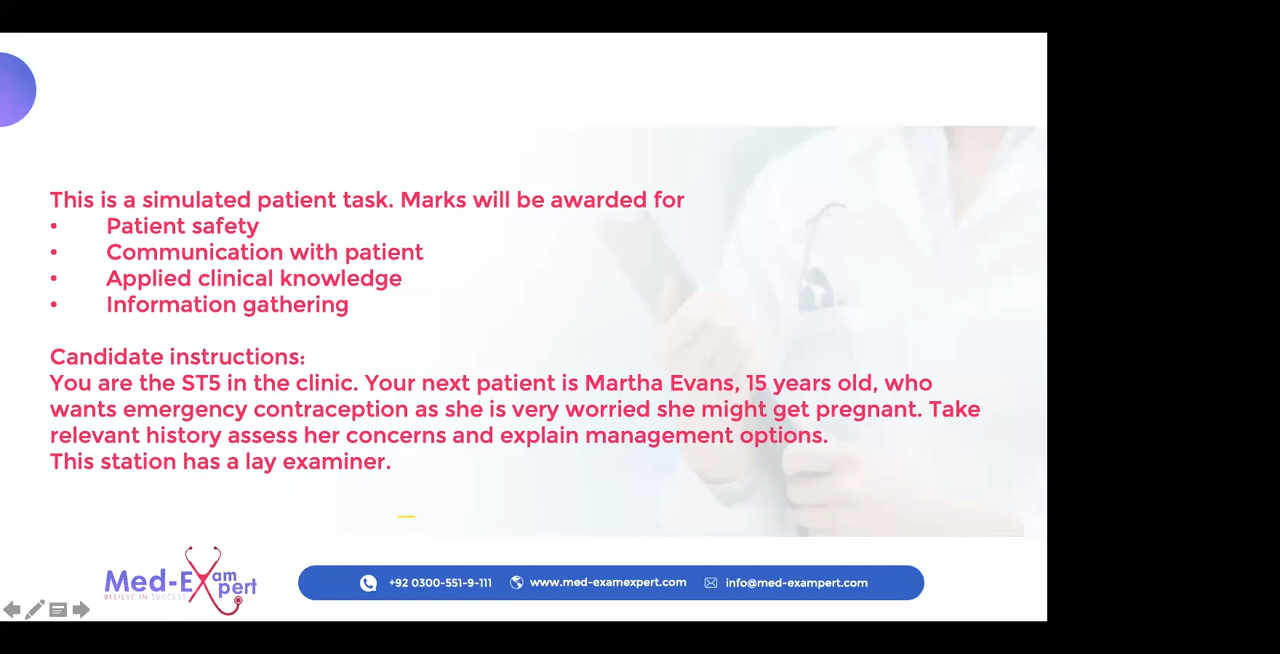 This is a simulated patient task. Marks will be awarded for
• Patient safety
• Communication with patient
• Applied clinical knowledge
• Information gathering
Candidate instructions:
You are the ST5 in the clinic. Your next patient is Martha Evans, 15 years old, who
wants emergency contraception as she is very worried she might get pregnant. Take
relevant history assess her concerns and explain management options.
This station has a lay examiner.
Med-Exam Expert
BELIEVE IN SUCCESS
+92 0300-551-9-111 www.med-examexpert.com info@med-exampert.com